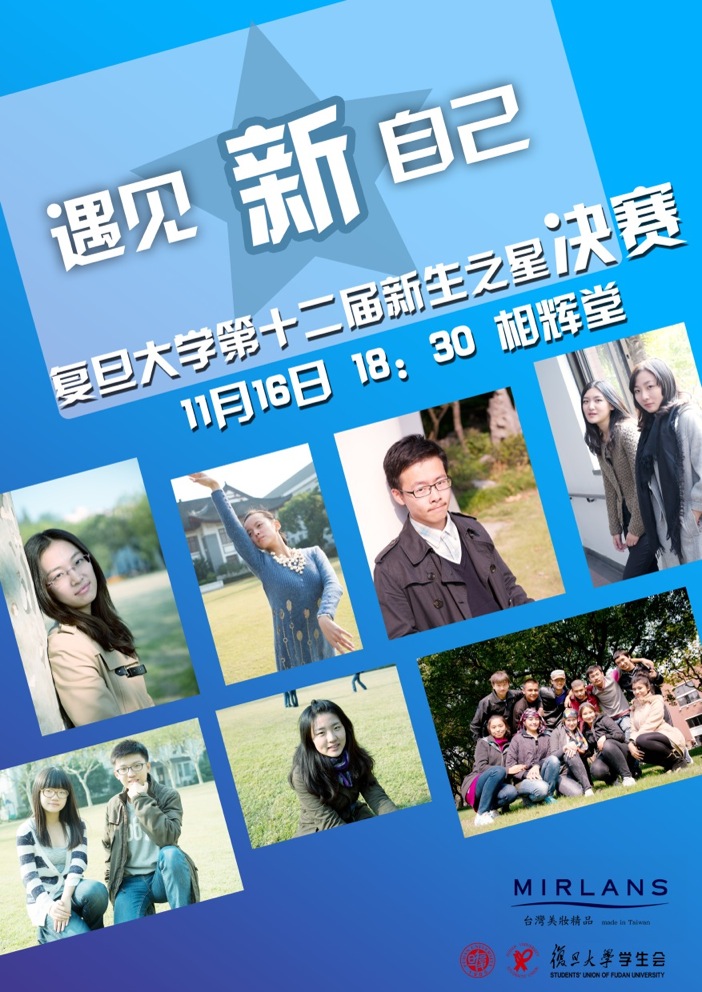 遇见 新 自己
复旦大学第十二届新生之星决赛
11月16日 18：30 相辉堂
MIRLANS
台灣美妝精品 made in Taiwan
復旦大學学生会
STUDENTS' UNION OF FUDAN UNIVERSITY